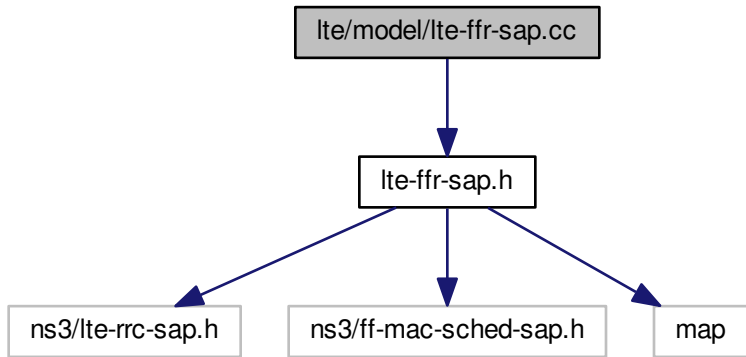 lte/model/lte-ffr-sap.cc
lte-ffr-sap.h
ns3/lte-rrc-sap.h
ns3/ff-mac-sched-sap.h
map